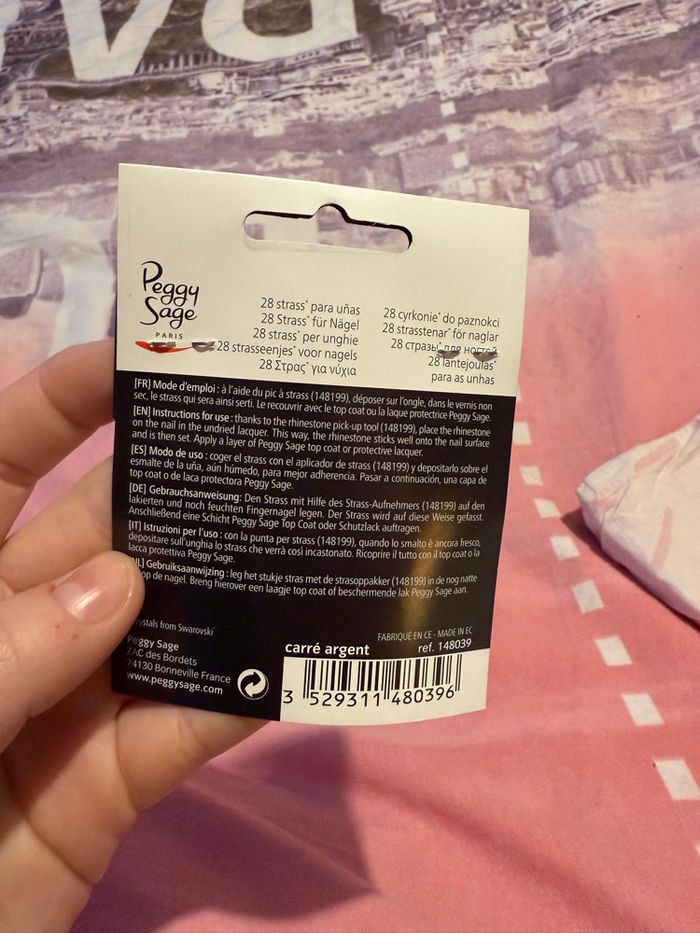 Peggy
Sage
PARIS
28 strass* para uñas
28 Strass* für Nägel
28 strass* per unghie
28 strasseenjes* voor nagels
28 Στρας* για νύχια
28 cyrkonie* do paznokci
28 strasstenar* för naglar
28 стразы* для ногтей
28 lantejoulas*
para as unhas
[FR] Mode d'emploi : à l'aide du pic à strass (148199), déposer sur l'ongle, dans le vernis non
sec, le strass qui sera ainsi serti. Le recouvrir avec le top coat ou la laque protectrice Peggy Sage.
[EN] Instructions for use : thanks to the rhinestone pick-up tool (148199), place the rhinestone
on the nail in the undried lacquer. This way, the rhinestone sticks well onto the nail surface
and is then set. Apply a layer of Peggy Sage top coat or protective lacquer.
[ES] Modo de uso : coger el strass con el aplicador de strass (148199) y depositarlo sobre el
esmalte de la uña, aún húmedo, para mejor adherencia. Pasar a continuación, una capa de
top coat o de laca protectora Peggy Sage.
[DE] Gebrauchsanweisung: Den Strass mit Hilfe des Strass-Aufnehmers (148199) auf den
lakierten und noch feuchten Fingernagel legen. Der Strass wird auf diese Weise gefasst.
Anschließend eine Schicht Peggy Sage Top Coat oder Schutzlack auftragen.
[IT] Istruzioni per l'uso : con la punta per strass (148199), quando lo smalto è ancora fresco,
depositare sull'unghia lo strass che verrà così incastonato. Ricoprire il tutto con il top coat o la
lacca protettiva Peggy Sage.
Gebruiksaanwijzing : leg het stukje stras met de strasoppakker (148199) in de nog natte
top de nagel. Breng hierover een laagje top coat of beschermende lak Peggy Sage aan.
from Swarovski
Peggy Sage
ZAC des Bordets
74130 Bonneville France
www.peggysage.com
FABRIQUÉ EN CE - MADE IN EC
carré argent ref. 148039
3 529311 480396